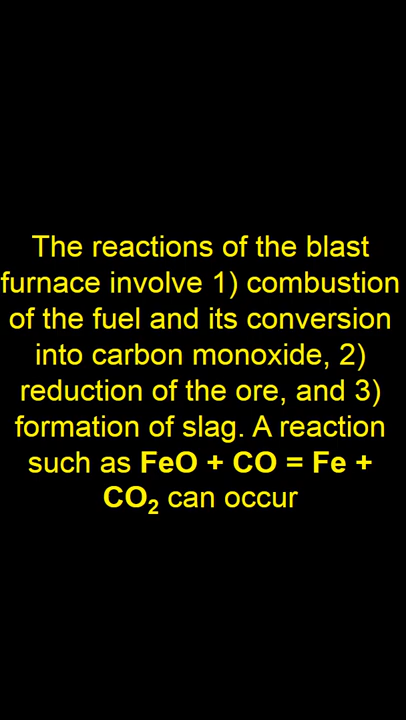 The reactions of the blast
furnace involve 1) combustion
of the fuel and its conversion
into carbon monoxide, 2)
reduction of the ore, and 3)
formation of slag. A reaction
such as FeO + CO = Fe +
CO₂ can occur